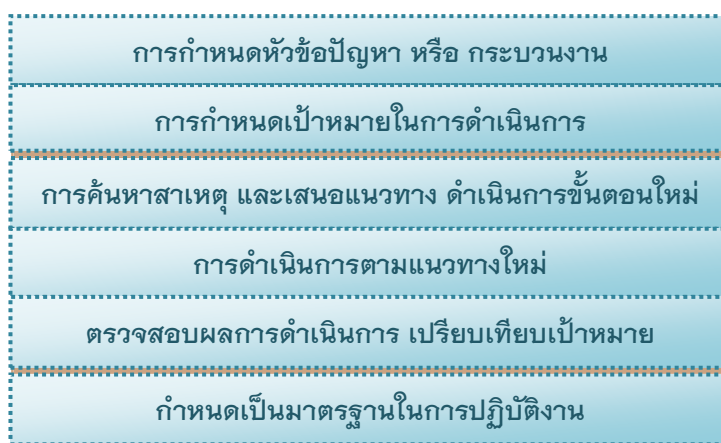 การกำหนดหัวข้อปัญหา หรือ กระบวนงาน
การกำหนดเป้าหมายในการดำเนินการ
การค้นหาสาเหตุ และเสนอแนวทาง ดำเนินการขั้นตอนใหม่
การดำเนินการตามแนวทางใหม่
ตรวจสอบผลการดำเนินการ เปรียบเทียบเป้าหมาย
กำหนดเป็นมาตรฐานในการปฏิบัติงาน